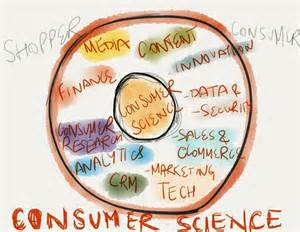 SHOPPER
CONSUMER
MEDIA
CONTENT
INNOVATION
FINANCE
CONSUMER
SCIENCE
-DATA &
SECURITY
CONSUMER
RESEARCH
SALES &
COMMERCE
ANALYTICS
-MARKETING
TECH
CRM
CONSUMER SCIENCE